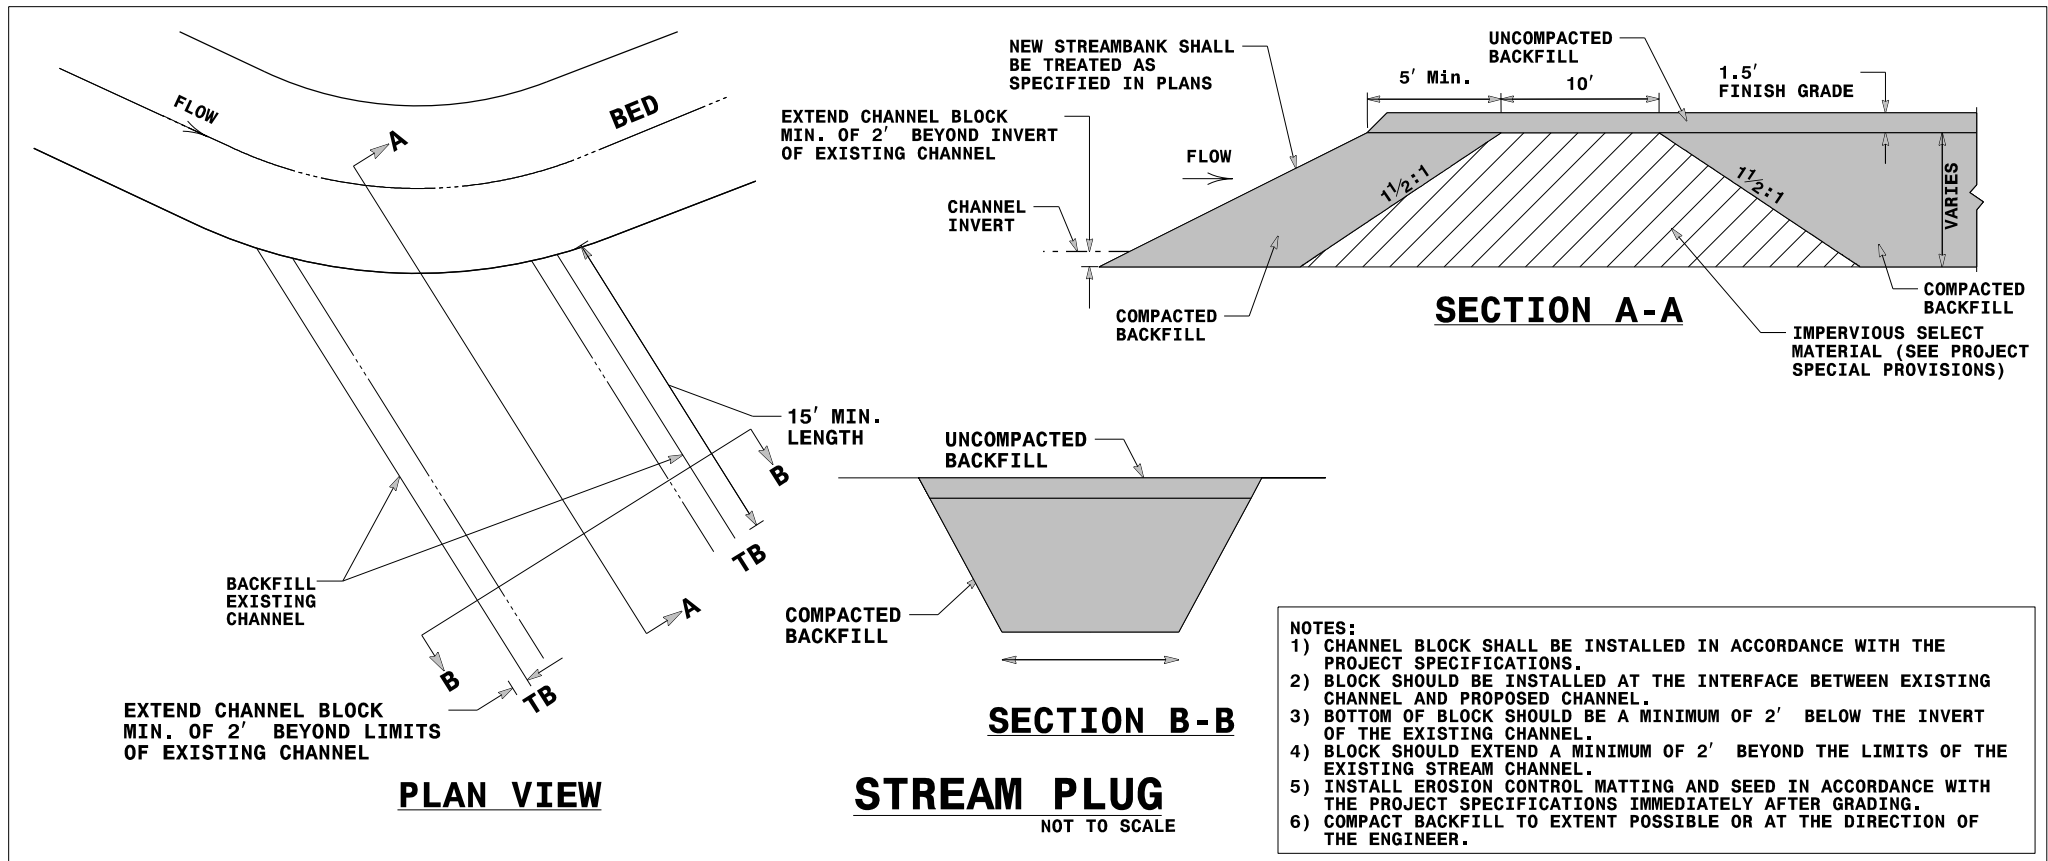 FLOW
BED
A
A
15' MIN.
LENGTH
B
B
TB
TB
BACKFILL
EXISTING
CHANNEL
EXTEND CHANNEL BLOCK
MIN. OF 2' BEYOND LIMITS
OF EXISTING CHANNEL
PLAN VIEW
NEW STREAMBANK SHALL
BE TREATED AS
SPECIFIED IN PLANS
UNCOMPACTED
BACKFILL
5' Min.
10'
1.5'
FINISH GRADE
EXTEND CHANNEL BLOCK
MIN. OF 2' BEYOND INVERT
OF EXISTING CHANNEL
FLOW
CHANNEL
INVERT
1 1/2:1
1 1/2:1
VARIES
COMPACTED
BACKFILL
COMPACTED
BACKFILL
IMPERVIOUS SELECT
MATERIAL (SEE PROJECT
SPECIAL PROVISIONS)
SECTION A-A
UNCOMPACTED
BACKFILL
COMPACTED
BACKFILL
SECTION B-B
STREAM PLUG
NOT TO SCALE
NOTES:
1) CHANNEL BLOCK SHALL BE INSTALLED IN ACCORDANCE WITH THE
PROJECT SPECIFICATIONS.
2) BLOCK SHOULD BE INSTALLED AT THE INTERFACE BETWEEN EXISTING
CHANNEL AND PROPOSED CHANNEL.
3) BOTTOM OF BLOCK SHOULD BE A MINIMUM OF 2' BELOW THE INVERT
OF THE EXISTING CHANNEL.
4) BLOCK SHOULD EXTEND A MINIMUM OF 2' BEYOND THE LIMITS OF THE
EXISTING STREAM CHANNEL.
5) INSTALL EROSION CONTROL MATTING AND SEED IN ACCORDANCE WITH
THE PROJECT SPECIFICATIONS IMMEDIATELY AFTER GRADING.
6) COMPACT BACKFILL TO EXTENT POSSIBLE OR AT THE DIRECTION OF
THE ENGINEER.